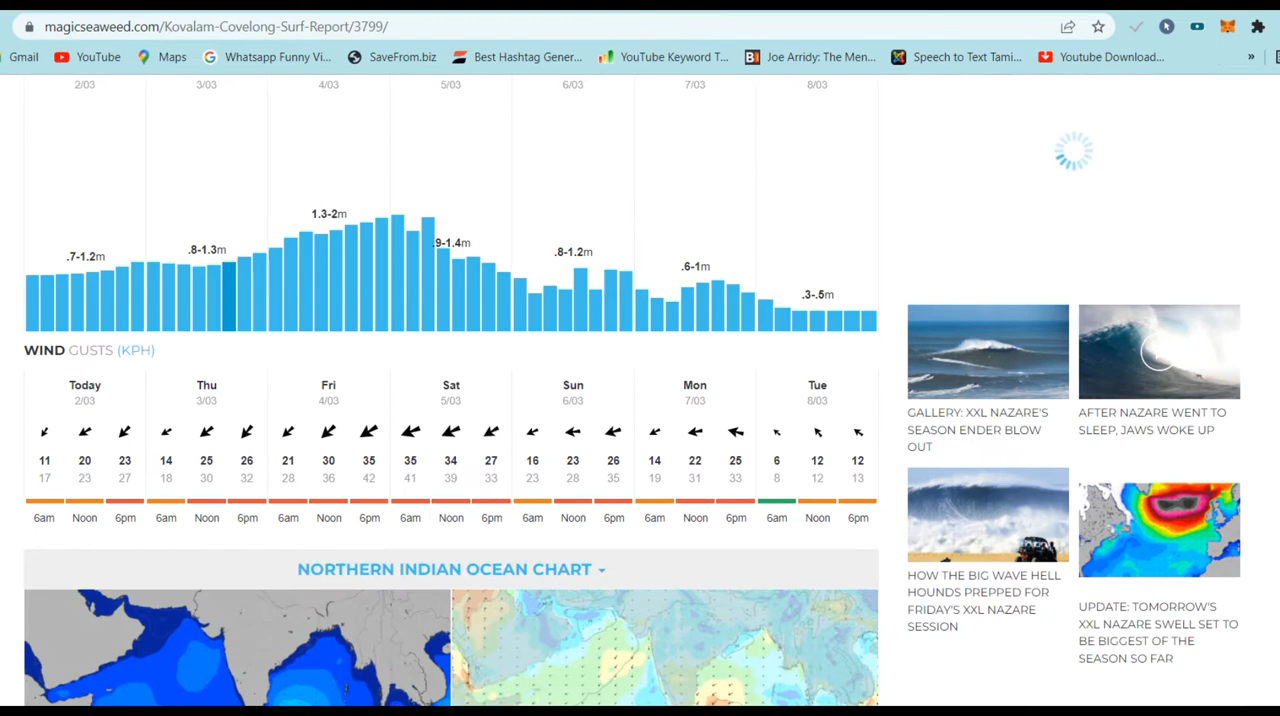 magicseaweed.com/Kovalam-Covelong-Surf-Report/3799/
Gmail YouTube Maps Whatsapp Funny Vi... SaveFrom.biz Best Hashtag Gener... YouTube Keyword T... Joe Arridy: The Men... Speech to Text Tami... Youtube Download... »
2/03 3/03 4/03 5/03 6/03 7/03 8/03
.7-1.2m .8-1.3m 1.3-2m .9-1.4m .8-1.2m .6-1m .3-.5m
WIND GUSTS (KPH)
Today Thu Fri Sat Sun Mon Tue
2/03 3/03 4/03 5/03 6/03 7/03 8/03
11 20 23 14 25 26 21 30 35 35 34 27 16 23 26 14 22 25 6 12 12
17 23 27 18 30 32 28 36 42 41 39 33 23 28 35 19 31 33 8 12 13
6am Noon 6pm 6am Noon 6pm 6am Noon 6pm 6am Noon 6pm 6am Noon 6pm 6am Noon 6pm 6am Noon 6pm
NORTHERN INDIAN OCEAN CHART
GALLERY: XXL NAZARE'S
SEASON ENDER BLOW
OUT
AFTER NAZARE WENT TO
SLEEP, JAWS WOKE UP
HOW THE BIG WAVE HELL
HOUNDS PREPPED FOR
FRIDAY'S XXL NAZARE
SESSION
UPDATE: TOMORROW'S
XXL NAZARE SWELL SET TO
BE BIGGEST OF THE
SEASON SO FAR